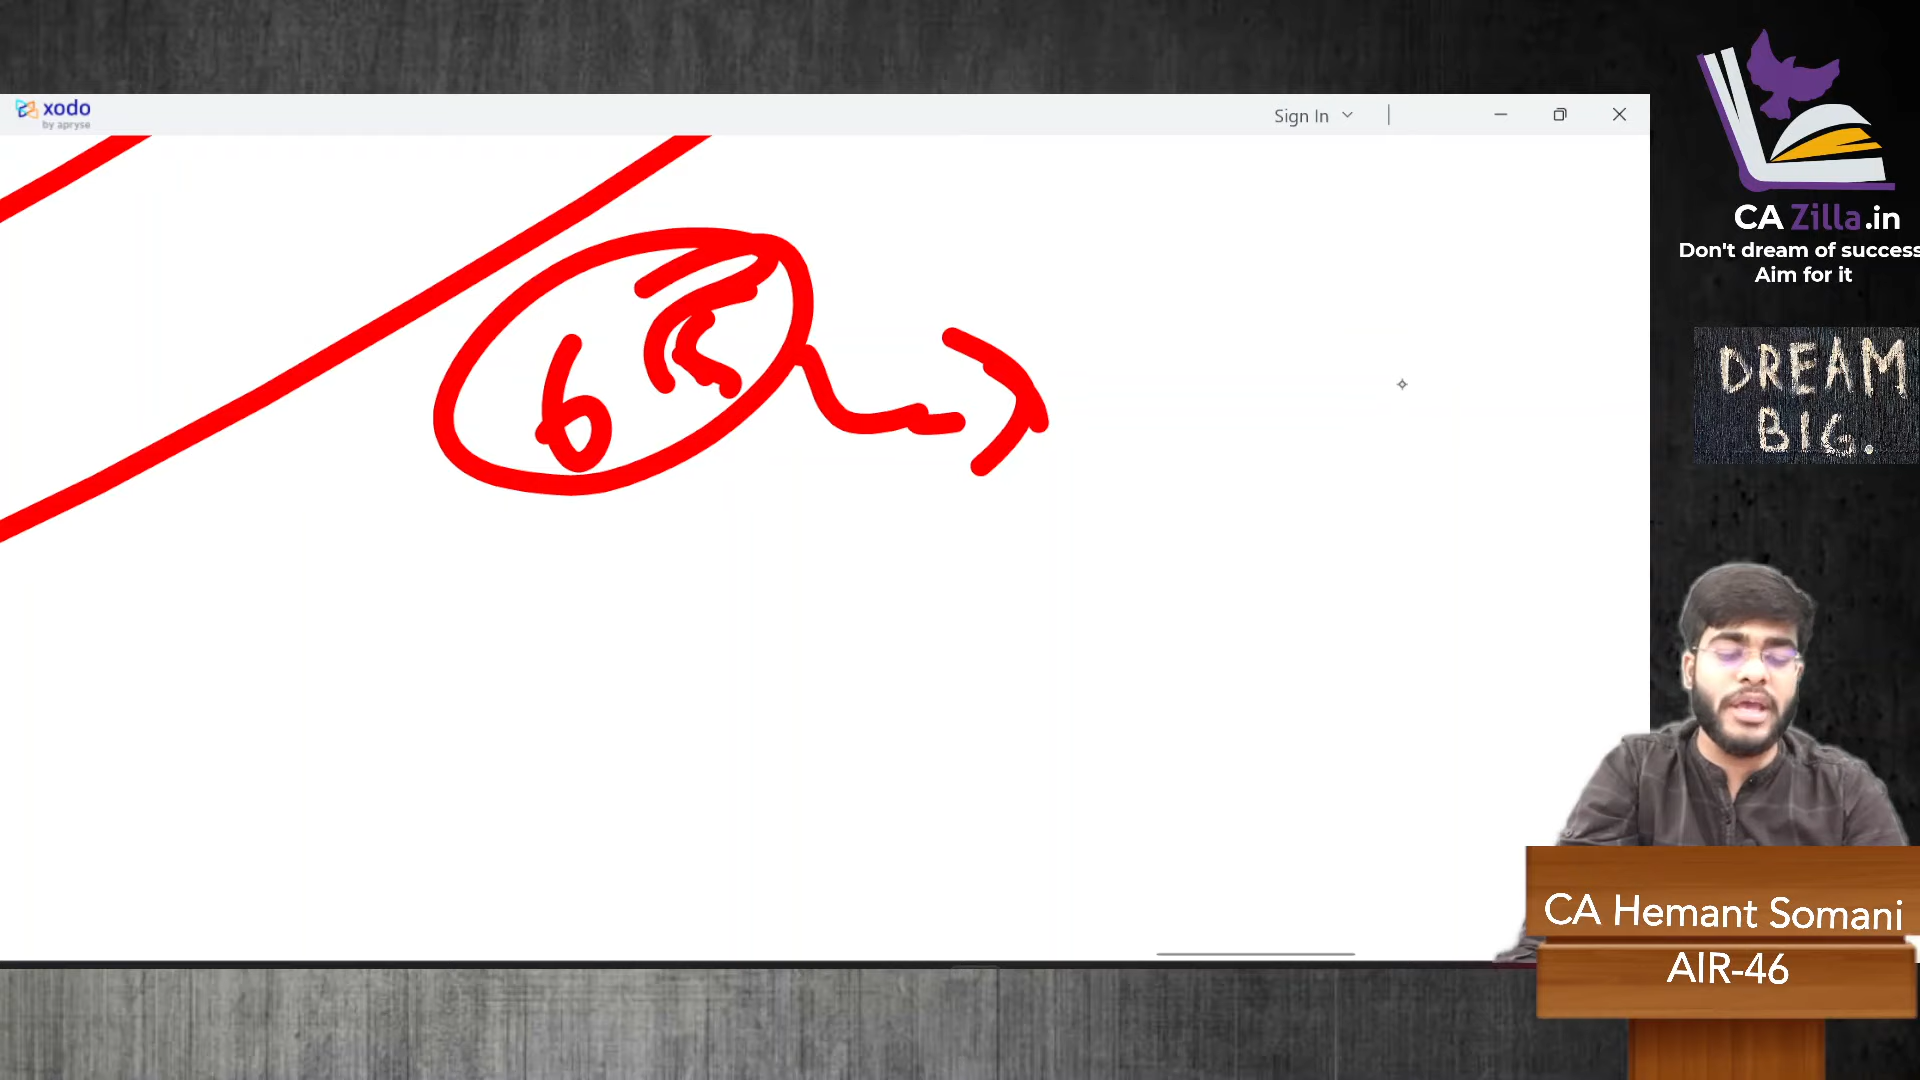 xodo
by apryse
Sign In
CA Zilla.in
Don't dream of success
Aim for it
DREAM
BIG.
6
CA Hemant Somani
AIR-46